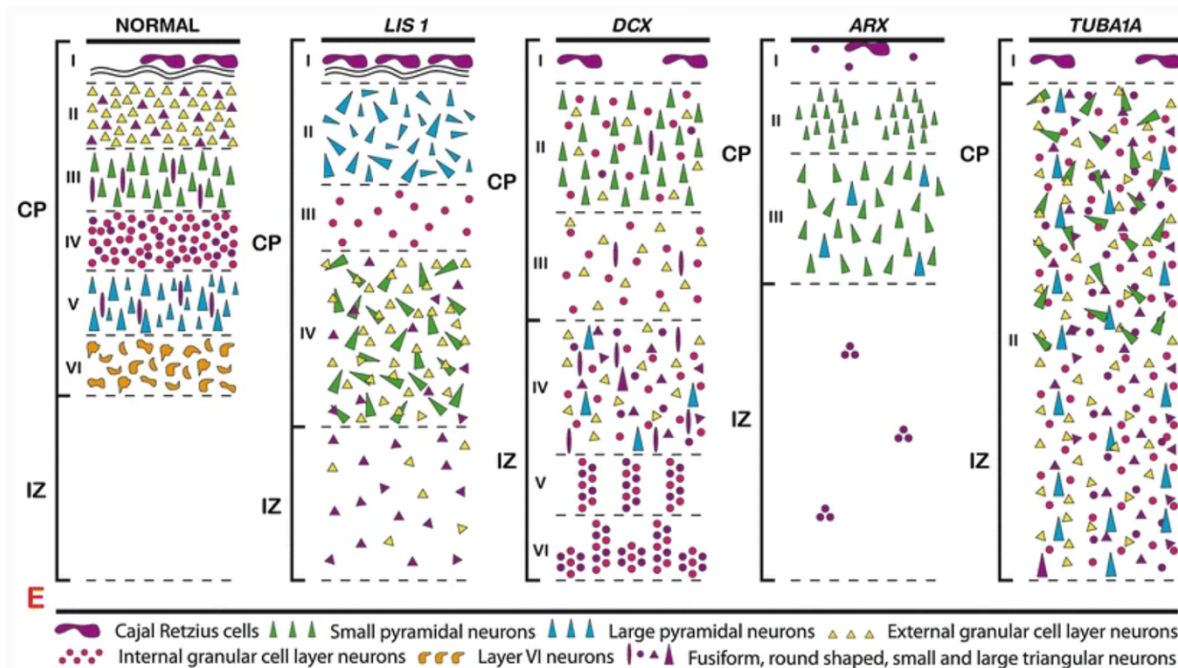 NORMAL LIS 1 DCX ARX TUBA1A
I I I I I
II II II II
III III CP III
CP CP CP CP
IV III
V IV IV II
VI
IZ IZ IZ IZ IZ
V
VI
E
Cajal Retzius cells Small pyramidal neurons Large pyramidal neurons External granular cell layer neurons
Internal granular cell layer neurons Layer VI neurons Fusiform, round shaped, small and large triangular neurons